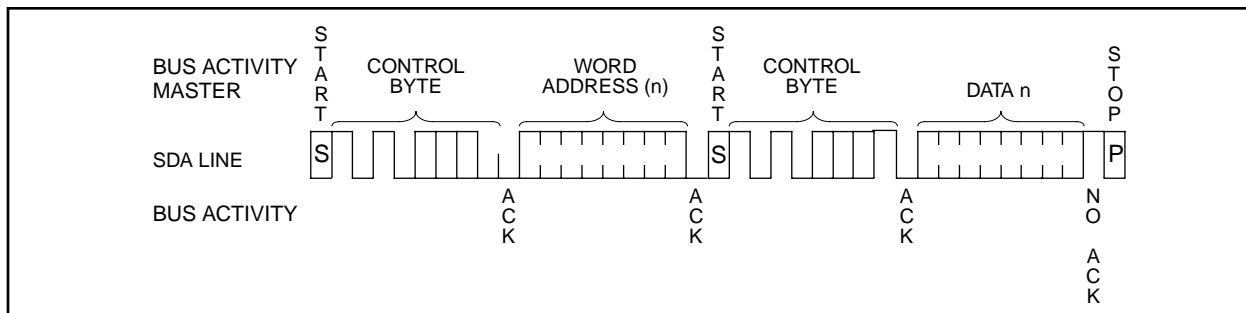 BUS ACTIVITY
MASTER
START
CONTROL
BYTE
WORD
ADDRESS (n)
START
CONTROL
BYTE
DATA n
STOP
SDA LINE
S
S
P
BUS ACTIVITY
ACK
ACK
ACK
NO ACK